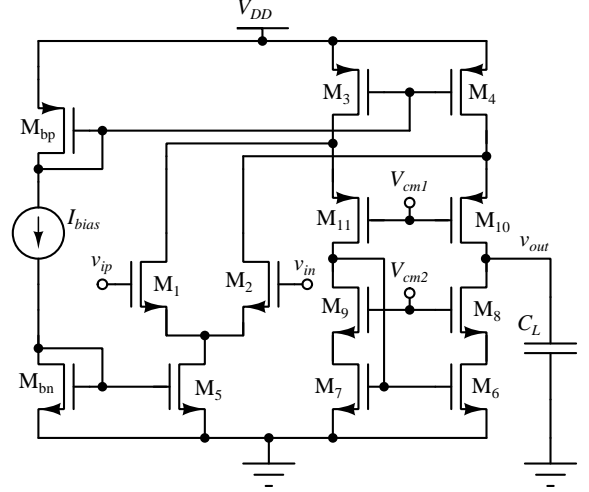 V_DD
M_3
M_4
M_bp
V_cm1
I_bias
M_11
M_10
v_out
v_ip
M_1
M_2
v_in
V_cm2
M_9
M_8
C_L
M_bn
M_5
M_7
M_6